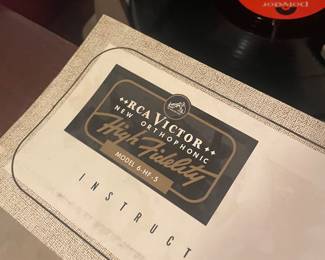 RCA VICTOR
NEW ORTHOPHONIC
High Fidelity
MODEL 6-HF-5
INSTRUCT